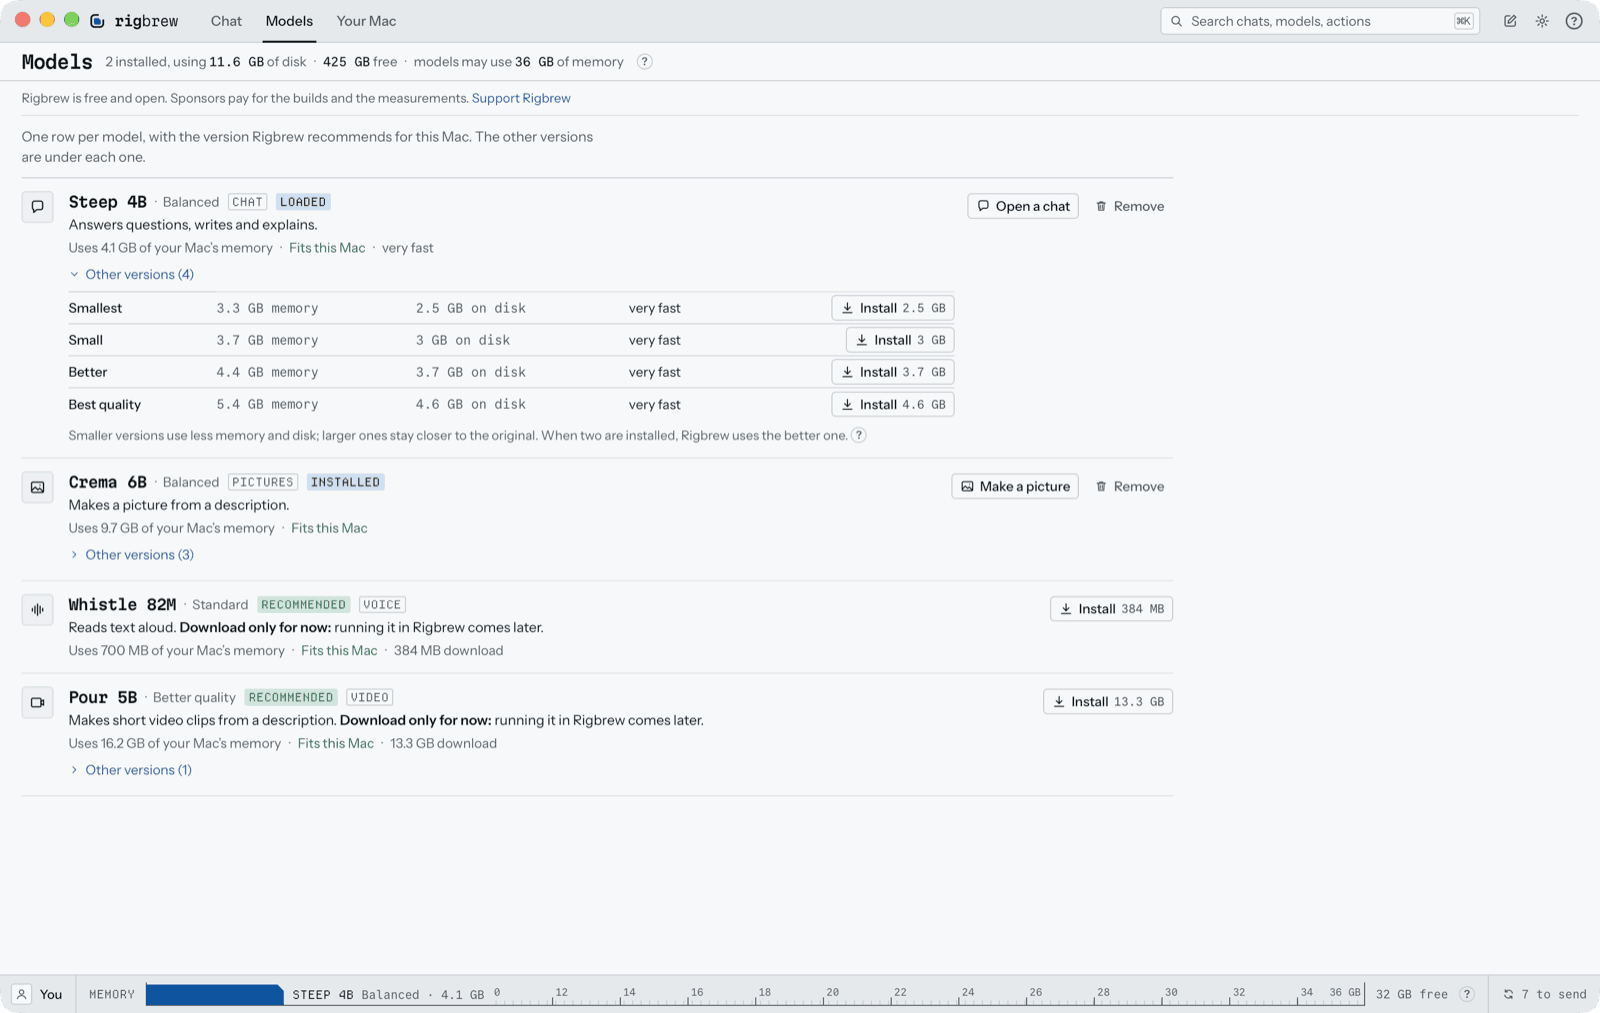 rigbrew Chat Models Your Mac Search chats, models, actions ⌘K
Models 2 installed, using 11.6 GB of disk · 425 GB free · models may use 36 GB of memory ?
Rigbrew is free and open. Sponsors pay for the builds and the measurements. Support Rigbrew
One row per model, with the version Rigbrew recommends for this Mac. The other versions
are under each one.
Steep 4B · Balanced CHAT LOADED Open a chat Remove
Answers questions, writes and explains.
Uses 4.1 GB of your Mac's memory · Fits this Mac · very fast
Other versions (4)
Smallest 3.3 GB memory 2.5 GB on disk very fast Install 2.5 GB
Small 3.7 GB memory 3 GB on disk very fast Install 3 GB
Better 4.4 GB memory 3.7 GB on disk very fast Install 3.7 GB
Best quality 5.4 GB memory 4.6 GB on disk very fast Install 4.6 GB
Smaller versions use less memory and disk; larger ones stay closer to the original. When two are installed, Rigbrew uses the better one. ?
Crema 6B · Balanced PICTURES INSTALLED Make a picture Remove
Makes a picture from a description.
Uses 9.7 GB of your Mac's memory · Fits this Mac
Other versions (3)
Whistle 82M · Standard RECOMMENDED VOICE Install 384 MB
Reads text aloud. Download only for now: running it in Rigbrew comes later.
Uses 700 MB of your Mac's memory · Fits this Mac · 384 MB download
Pour 5B · Better quality RECOMMENDED VIDEO Install 13.3 GB
Makes short video clips from a description. Download only for now: running it in Rigbrew comes later.
Uses 16.2 GB of your Mac's memory · Fits this Mac · 13.3 GB download
Other versions (1)
You MEMORY STEEP 4B Balanced · 4.1 GB 0 12 14 16 18 20 22 24 26 28 30 32 34 36 GB 32 GB free ? 7 to send